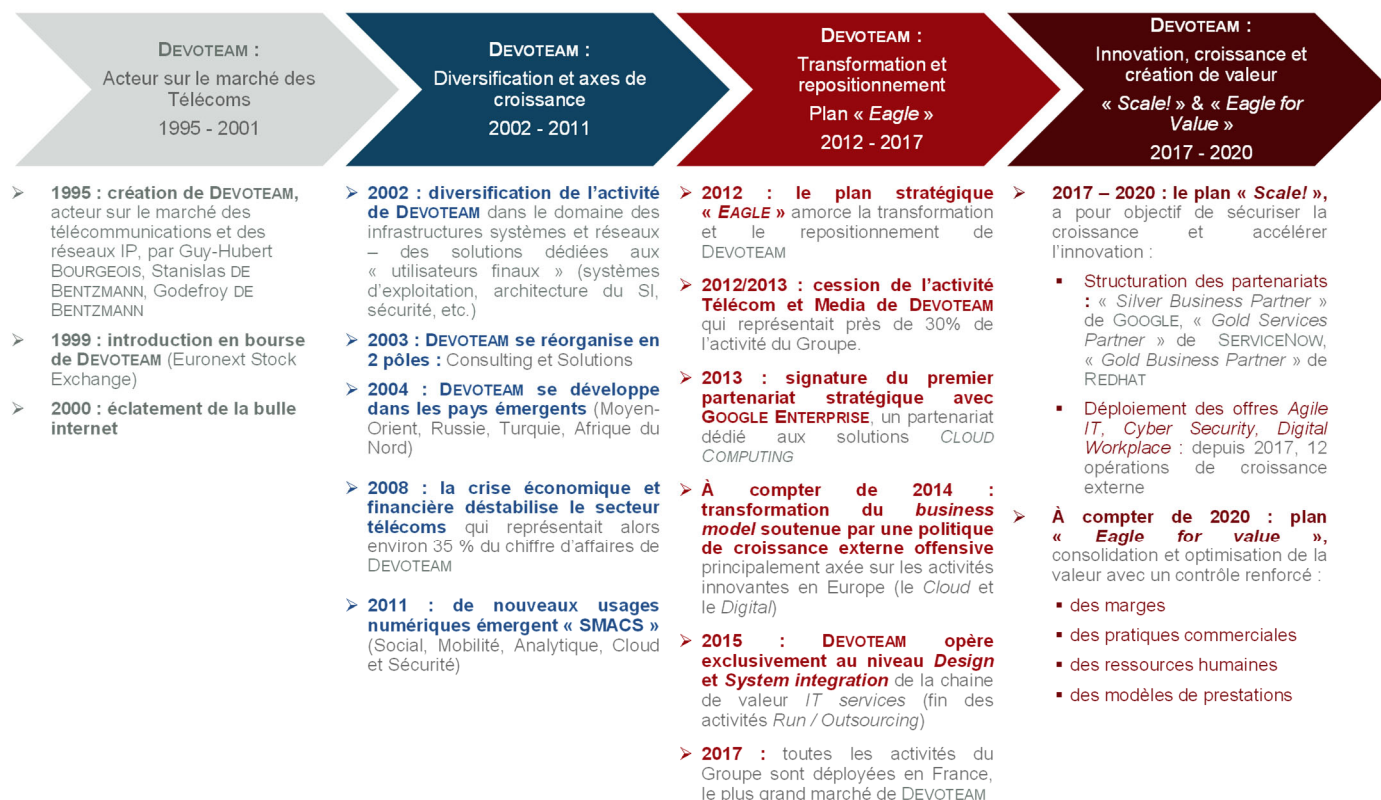 DEVOTEAM :
Acteur sur le marché des
Télécoms
1995 - 2001
DEVOTEAM :
Diversification et axes de
croissance
2002 - 2011
DEVOTEAM :
Transformation et
repositionnement
Plan « Eagle »
2012 - 2017
DEVOTEAM :
Innovation, croissance et
création de valeur
« Scale! » & « Eagle for
Value »
2017 - 2020
➢ 1995 : création de DEVOTEAM,
acteur sur le marché des
télécommunications et des
réseaux IP, par Guy-Hubert
BOURGEOIS, Stanislas DE
BENTZMANN, Godefroy DE
BENTZMANN
➢ 1999 : introduction en bourse
de DEVOTEAM (Euronext Stock
Exchange)
➢ 2000 : éclatement de la bulle
internet
➢ 2002 : diversification de l'activité
de DEVOTEAM dans le domaine des
infrastructures systèmes et réseaux
– des solutions dédiées aux
« utilisateurs finaux » (systèmes
d'exploitation, architecture du SI,
sécurité, etc.)
➢ 2003 : DEVOTEAM se réorganise en
2 pôles : Consulting et Solutions
➢ 2004 : DEVOTEAM se développe
dans les pays émergents (Moyen-
Orient, Russie, Turquie, Afrique du
Nord)
➢ 2008 : la crise économique et
financière déstabilise le secteur
télécoms qui représentait alors
environ 35 % du chiffre d'affaires de
DEVOTEAM
➢ 2011 : de nouveaux usages
numériques émergent « SMACS »
(Social, Mobilité, Analytique, Cloud
et Sécurité)
➢ 2012 : le plan stratégique
« EAGLE » amorce la transformation
et le repositionnement de
DEVOTEAM
➢ 2012/2013 : cession de l'activité
Télécom et Media de DEVOTEAM
qui représentait près de 30% de
l'activité du Groupe.
➢ 2013 : signature du premier
partenariat stratégique avec
GOOGLE ENTERPRISE, un partenariat
dédié aux solutions CLOUD
COMPUTING
➢ À compter de 2014 :
transformation du business
model soutenue par une politique
de croissance externe offensive
principalement axée sur les activités
innovantes en Europe (le Cloud et
le Digital)
➢ 2015 : DEVOTEAM opère
exclusivement au niveau Design
et System integration de la chaine
de valeur IT services (fin des
activités Run / Outsourcing)
➢ 2017 : toutes les activités du
Groupe sont déployées en France,
le plus grand marché de DEVOTEAM
➢ 2017 – 2020 : le plan « Scale! »,
a pour objectif de sécuriser la
croissance et accélérer
l'innovation :
▪ Structuration des partenariats
: « Silver Business Partner »
de GOOGLE, « Gold Services
Partner » de SERVICENOW,
« Gold Business Partner » de
REDHAT
▪ Déploiement des offres Agile
IT, Cyber Security, Digital
Workplace : depuis 2017, 12
opérations de croissance
externe
➢ À compter de 2020 : plan
« Eagle for value »,
consolidation et optimisation de la
valeur avec un contrôle renforcé :
▪ des marges
▪ des pratiques commerciales
▪ des ressources humaines
▪ des modèles de prestations